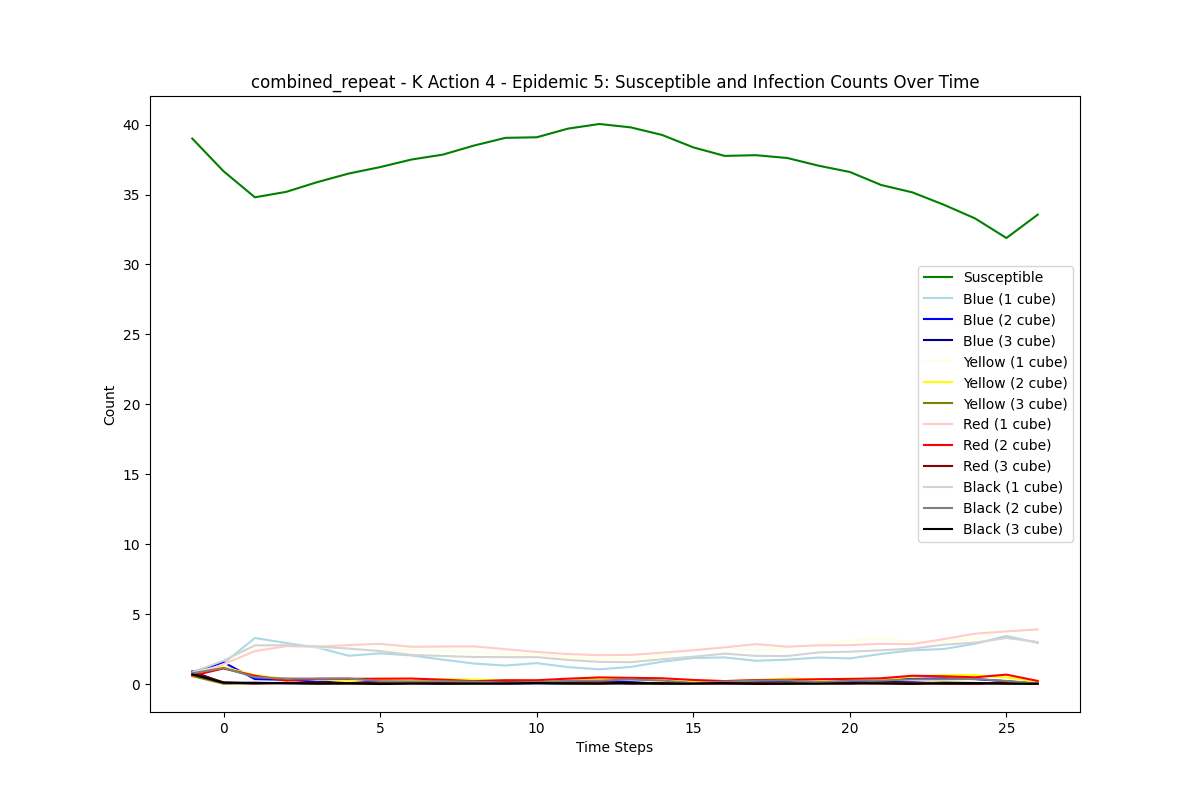 combined_repeat - K Action 4 - Epidemic 5: Susceptible and Infection Counts Over Time
40
35
30
25
20
15
10
5
0
Count
Susceptible
Blue (1 cube)
Blue (2 cube)
Blue (3 cube)
Yellow (1 cube)
Yellow (2 cube)
Yellow (3 cube)
Red (1 cube)
Red (2 cube)
Red (3 cube)
Black (1 cube)
Black (2 cube)
Black (3 cube)
0 5 10 15 20 25
Time Steps